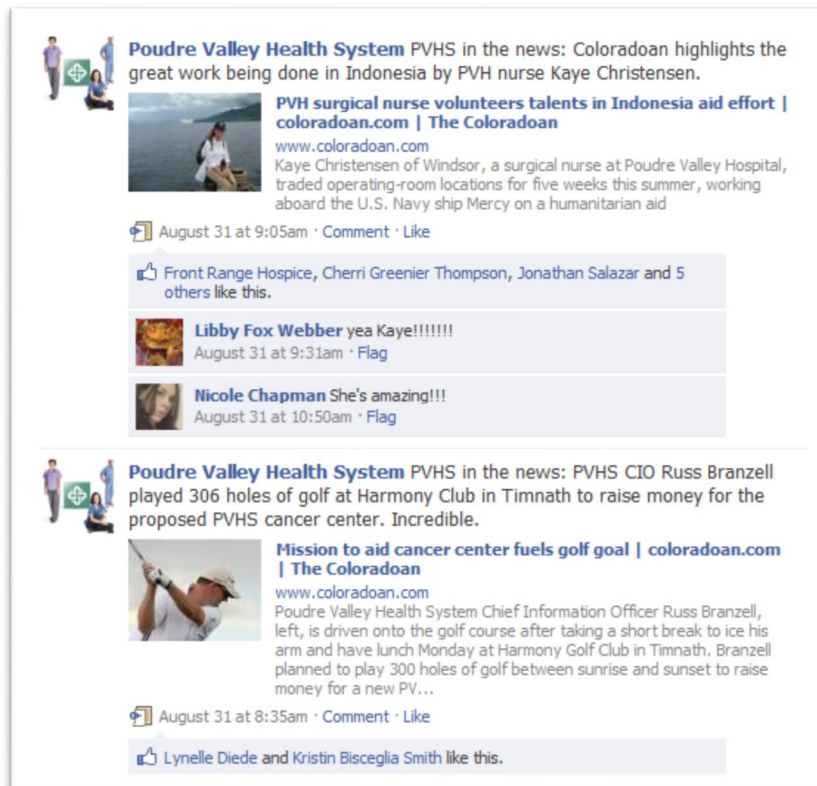 Poudre Valley Health System PVHS in the news: Coloradoan highlights the
great work being done in Indonesia by PVH nurse Kaye Christensen.
PVH surgical nurse volunteers talents in Indonesia aid effort |
coloradoan.com | The Coloradoan
www.coloradoan.com
Kaye Christensen of Windsor, a surgical nurse at Poudre Valley Hospital,
traded operating-room locations for five weeks this summer, working
aboard the U.S. Navy ship Mercy on a humanitarian aid
August 31 at 9:05am · Comment · Like
Front Range Hospice, Cherri Greenier Thompson, Jonathan Salazar and 5
others like this.
Libby Fox Webber yea Kaye!!!!!!!
August 31 at 9:31am · Flag
Nicole Chapman She's amazing!!!
August 31 at 10:50am · Flag
Poudre Valley Health System PVHS in the news: PVHS CIO Russ Branzell
played 306 holes of golf at Harmony Club in Timnath to raise money for the
proposed PVHS cancer center. Incredible.
Mission to aid cancer center fuels golf goal | coloradoan.com
| The Coloradoan
www.coloradoan.com
Poudre Valley Health System Chief Information Officer Russ Branzell,
left, is driven onto the golf course after taking a short break to ice his
arm and have lunch Monday at Harmony Golf Club in Timnath. Branzell
planned to play 300 holes of golf between sunrise and sunset to raise
money for a new PV...
August 31 at 8:35am · Comment · Like
Lynelle Diede and Kristin Bisceglia Smith like this.